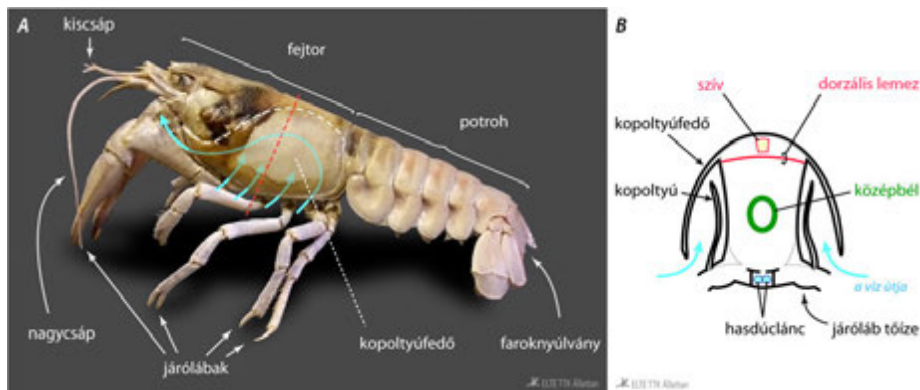 A
kiscsáp
fejtor
potroh
nagycsáp
járólábak
kopoltyúfedő
faroknyúlvány
ELTE TTK Állattan
B
szív
dorzális lemez
kopoltyúfedő
kopoltyú
középbél
a víz útja
hasdúclánc
járóláb tőíze
ELTE TTK Állattan